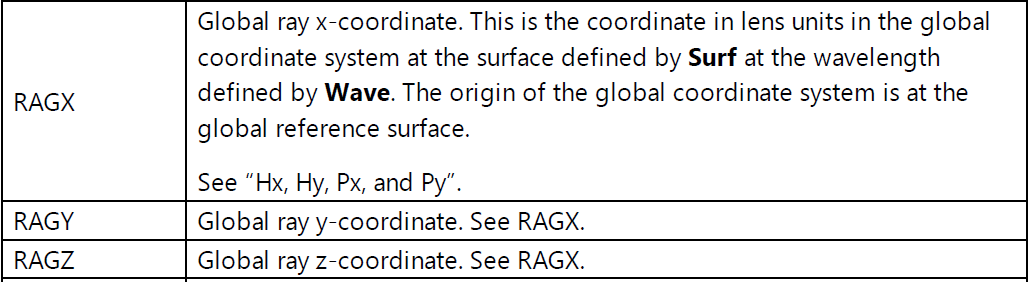 RAGX
Global ray x-coordinate. This is the coordinate in lens units in the global
coordinate system at the surface defined by Surf at the wavelength
defined by Wave. The origin of the global coordinate system is at the
global reference surface.
See “Hx, Hy, Px, and Py”.
RAGY
Global ray y-coordinate. See RAGX.
RAGZ
Global ray z-coordinate. See RAGX.